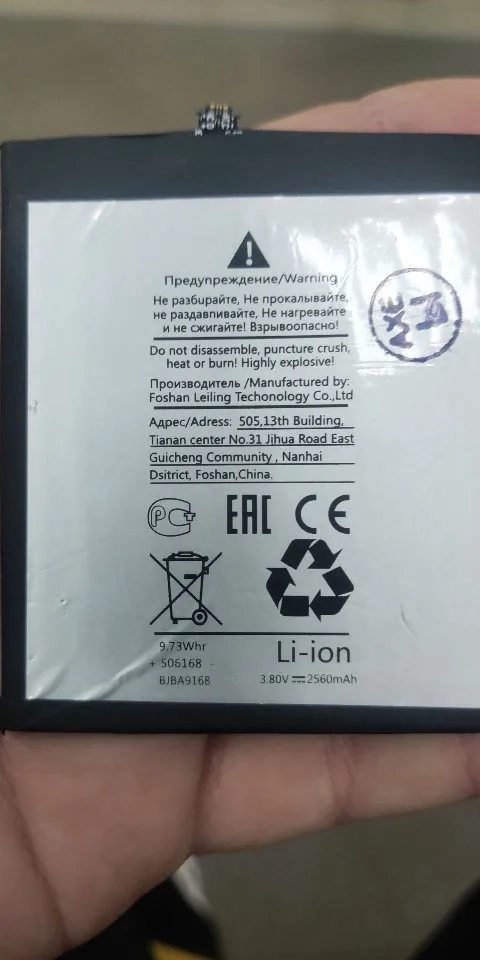 Предупреждение/Warning
Не разбирайте, Не прокалывайте,
не раздавливайте, Не нагревайте
и не сжигайте! Взрывоопасно!
Do not disassemble, puncture crush,
heat or burn! Highly explosive!
Производитель /Manufactured by:
Foshan Leiling Techonology Co.,Ltd
Адрес/Adress: 505,13th Building,
Tianan center No.31 Jihua Road East
Guicheng Community , Nanhai
Dsitrict, Foshan,China.
РСТ EAC CE
9.73Whr
Li-ion
+ 506168 -
BJBA9168
3.80V ⎓ 2560mAh